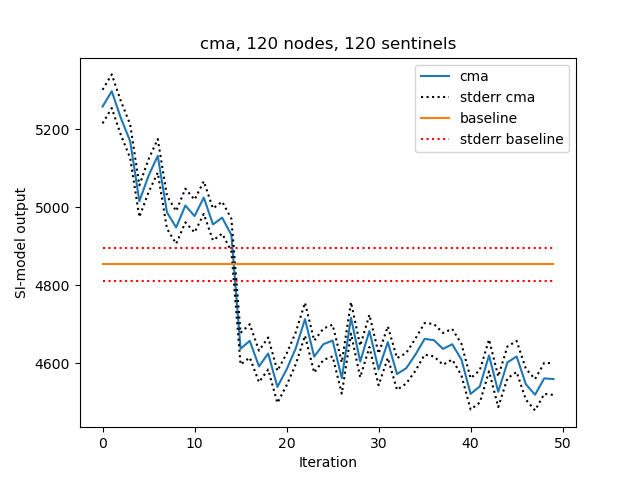 cma, 120 nodes, 120 sentinels
cma
stderr cma
baseline
stderr baseline
SI-model output
5200
5000
4800
4600
0 10 20 30 40 50
Iteration